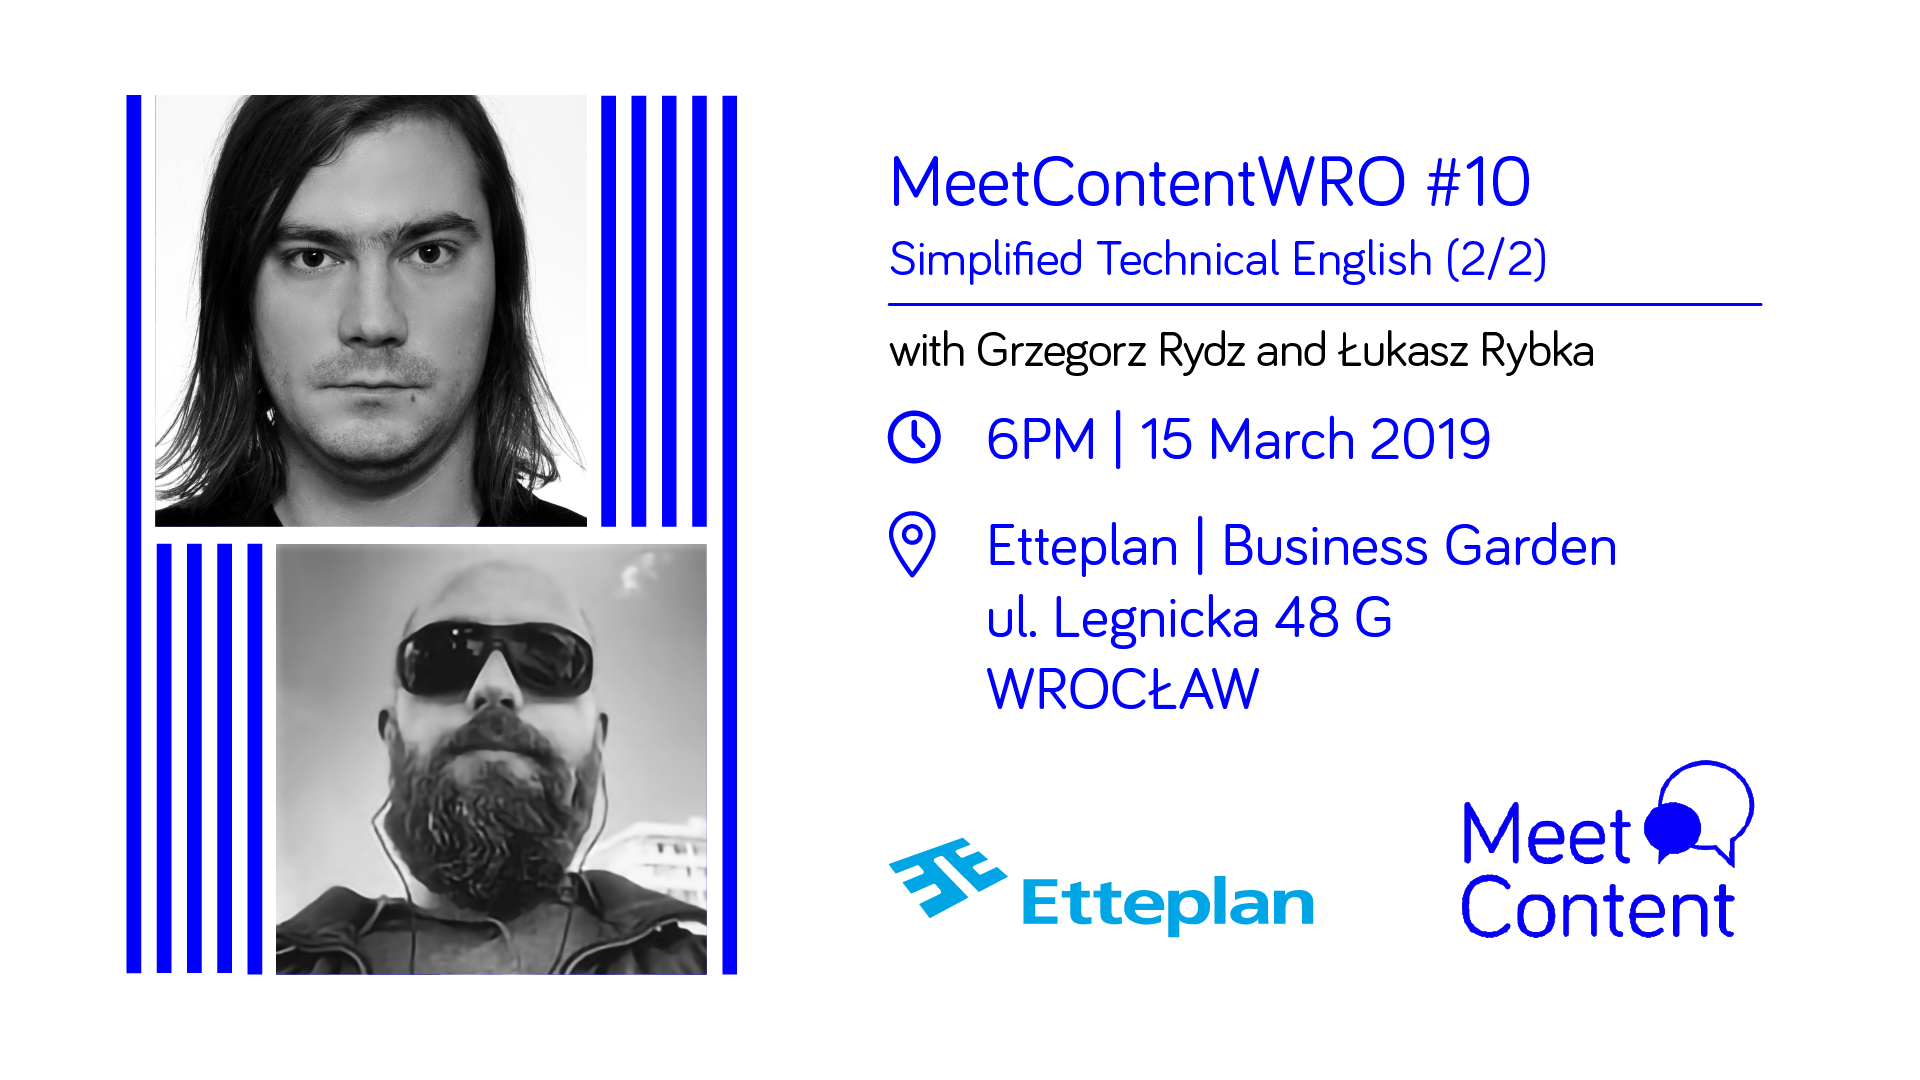 MeetContentWRO #10
Simplified Technical English (2/2)
with Grzegorz Rydz and Łukasz Rybka
6PM | 15 March 2019
Etteplan | Business Garden
ul. Legnicka 48 G
WROCŁAW
Etteplan
Meet
Content